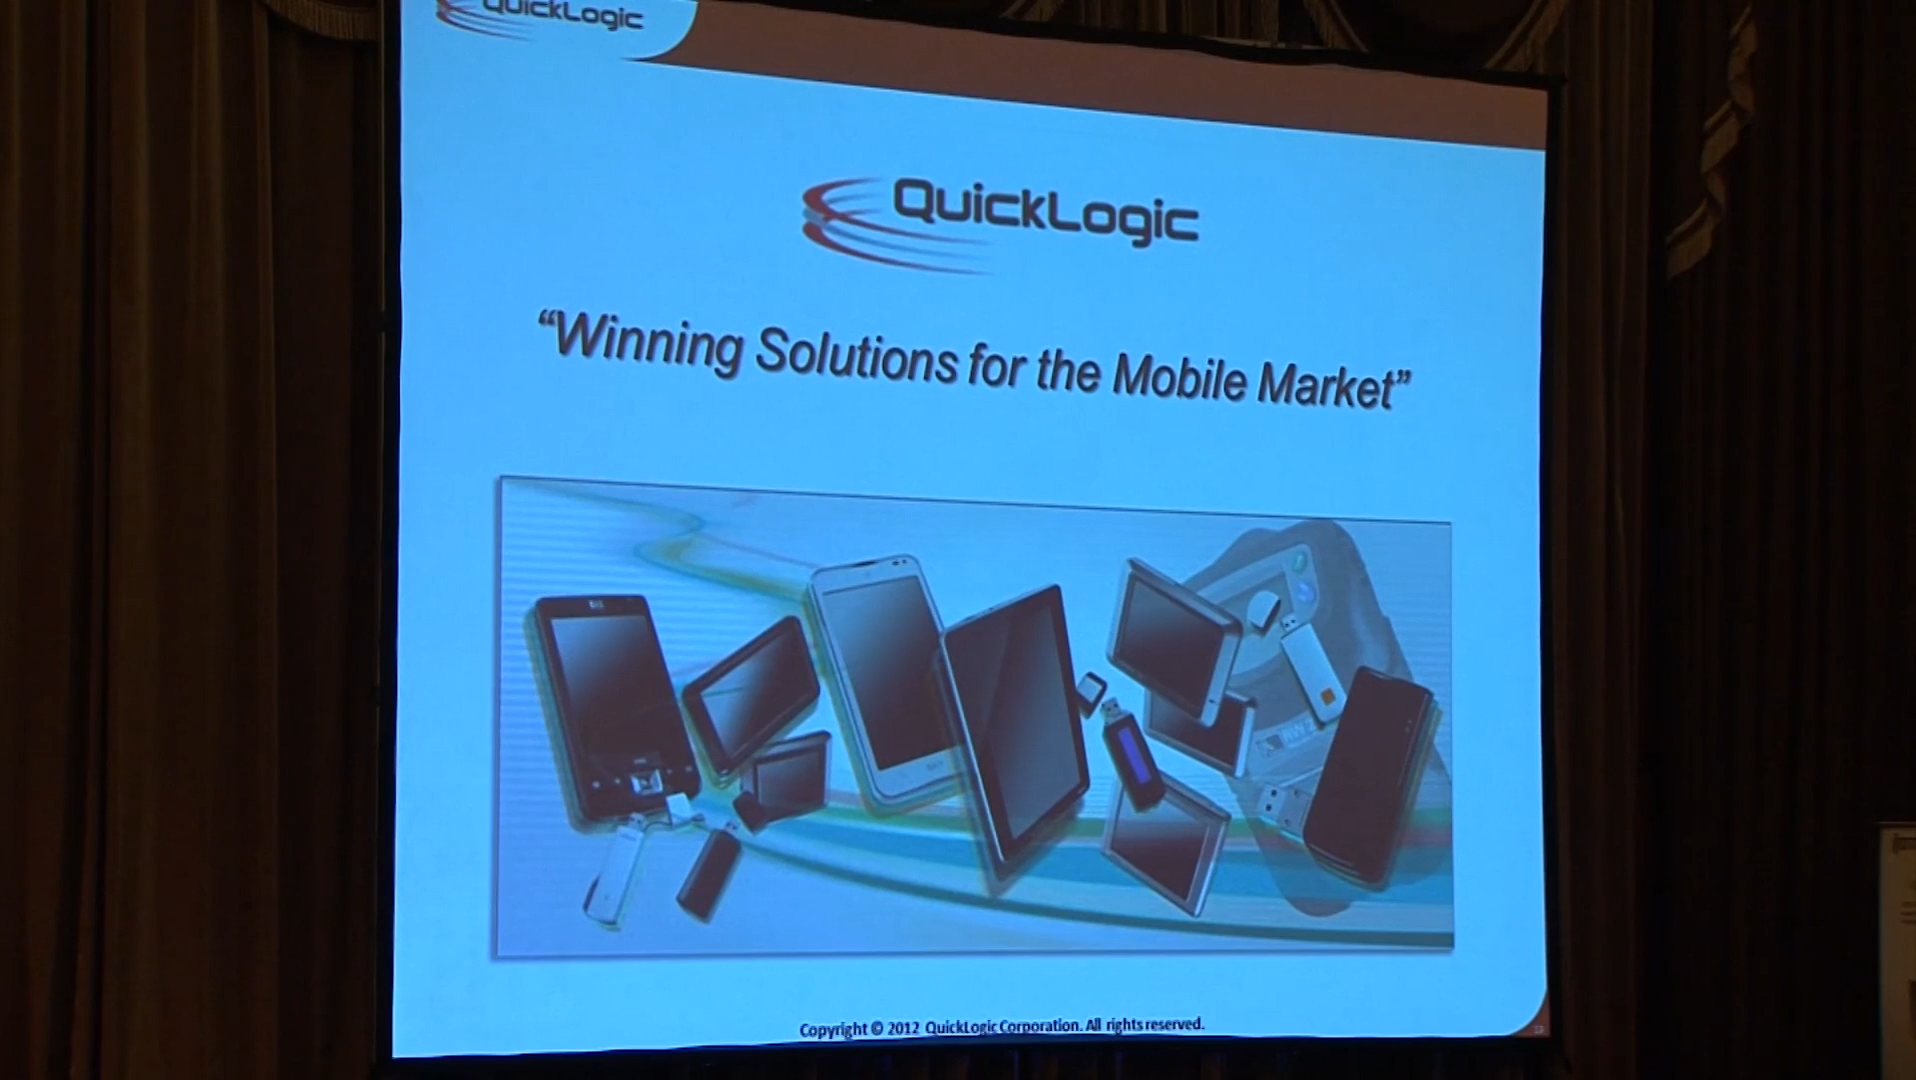 QuickLogic
QuickLogic
“Winning Solutions for the Mobile Market”
Copyright © 2012 QuickLogic Corporation. All rights reserved.